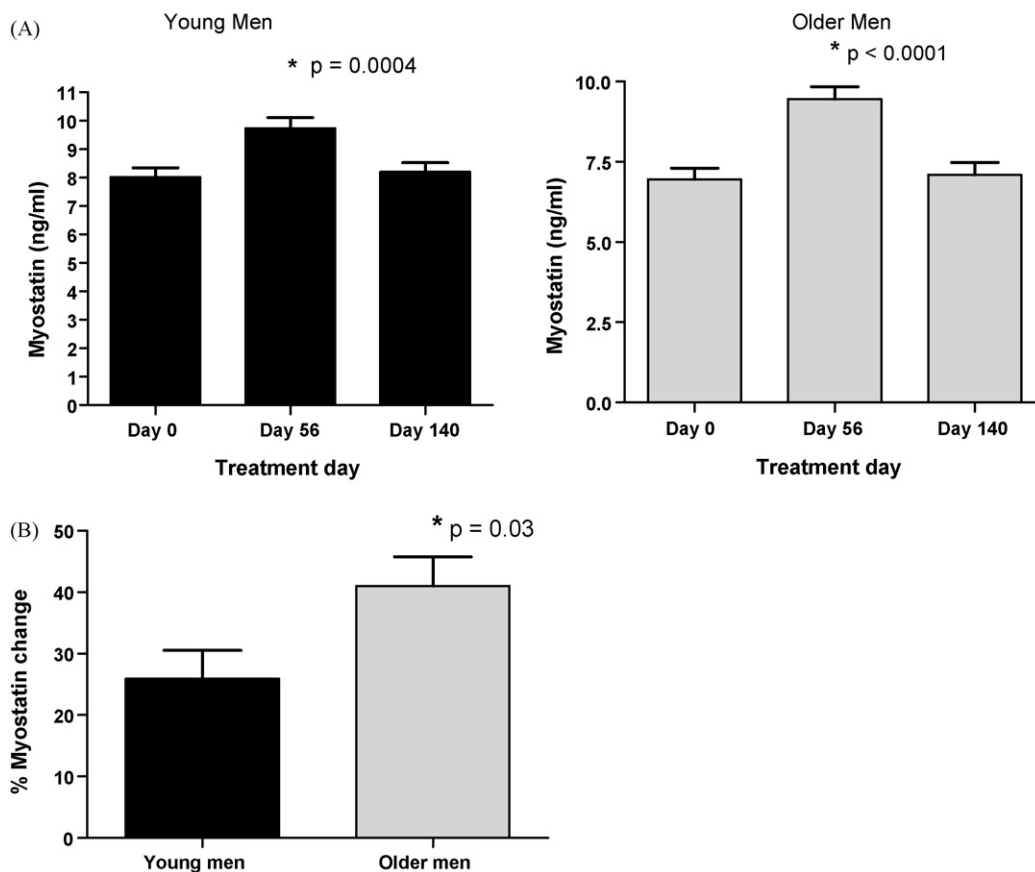 (A)
Young Men
* p = 0.0004
Myostatin (ng/ml)
11
10
9
8
7
6
5
4
3
2
1
0
Day 0 Day 56 Day 140
Treatment day
Older Men
* p < 0.0001
Myostatin (ng/ml)
10.0
7.5
5.0
2.5
0.0
Day 0 Day 56 Day 140
Treatment day
(B)
* p = 0.03
% Myostatin change
50
40
30
20
10
0
Young men Older men